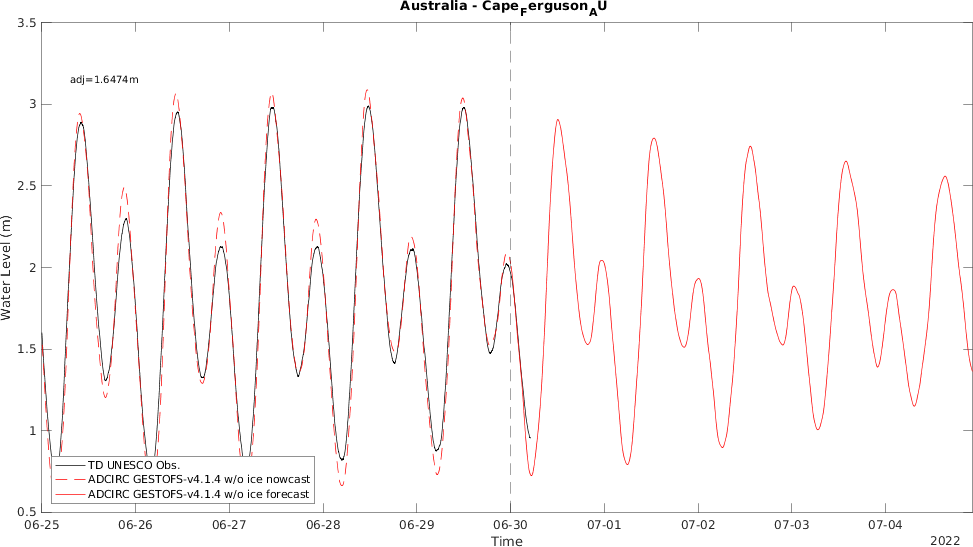 Australia - Cape_Ferguson_AU
3.5
adj=1.6474m
3
2.5
Water Level (m)
2
1.5
1
TD UNESCO Obs.
ADCIRC GESTOFS-v4.1.4 w/o ice nowcast
ADCIRC GESTOFS-v4.1.4 w/o ice forecast
0.5
06-25 06-26 06-27 06-28 06-29 06-30 07-01 07-02 07-03 07-04
Time
2022